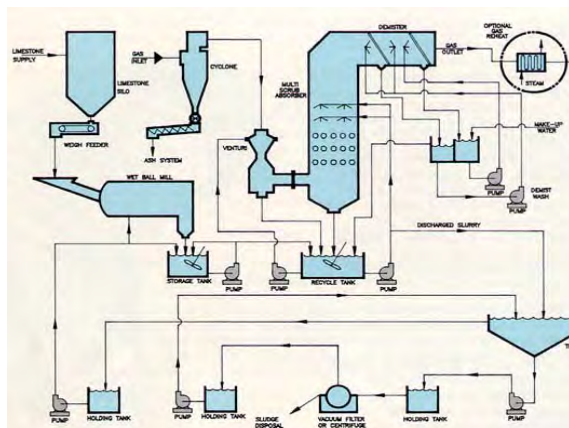 LIMESTONE
SUPPLY
LIMESTONE
SILO
WEIGH FEEDER
GAS
INLET
CYCLONE
ASH SYSTEM
DEMISTER
GAS
OUTLET
OPTIONAL
GAS
REHEAT
STEAM
MULTI
SCRUB
ABSORBER
VENTURI
MAKE-UP
WATER
PUMP
PUMP
DEMIST
WASH
WET BALL MILL
DISCHARGED SLURRY
STORAGE TANK
PUMP
PUMP
RECYCLE TANK
PUMP
PUMP
HOLDING TANK
PUMP
HOLDING TANK
SLUDGE
DISPOSAL
VACUUM FILTER
OR CENTRIFUGE
HOLDING TANK
PUMP